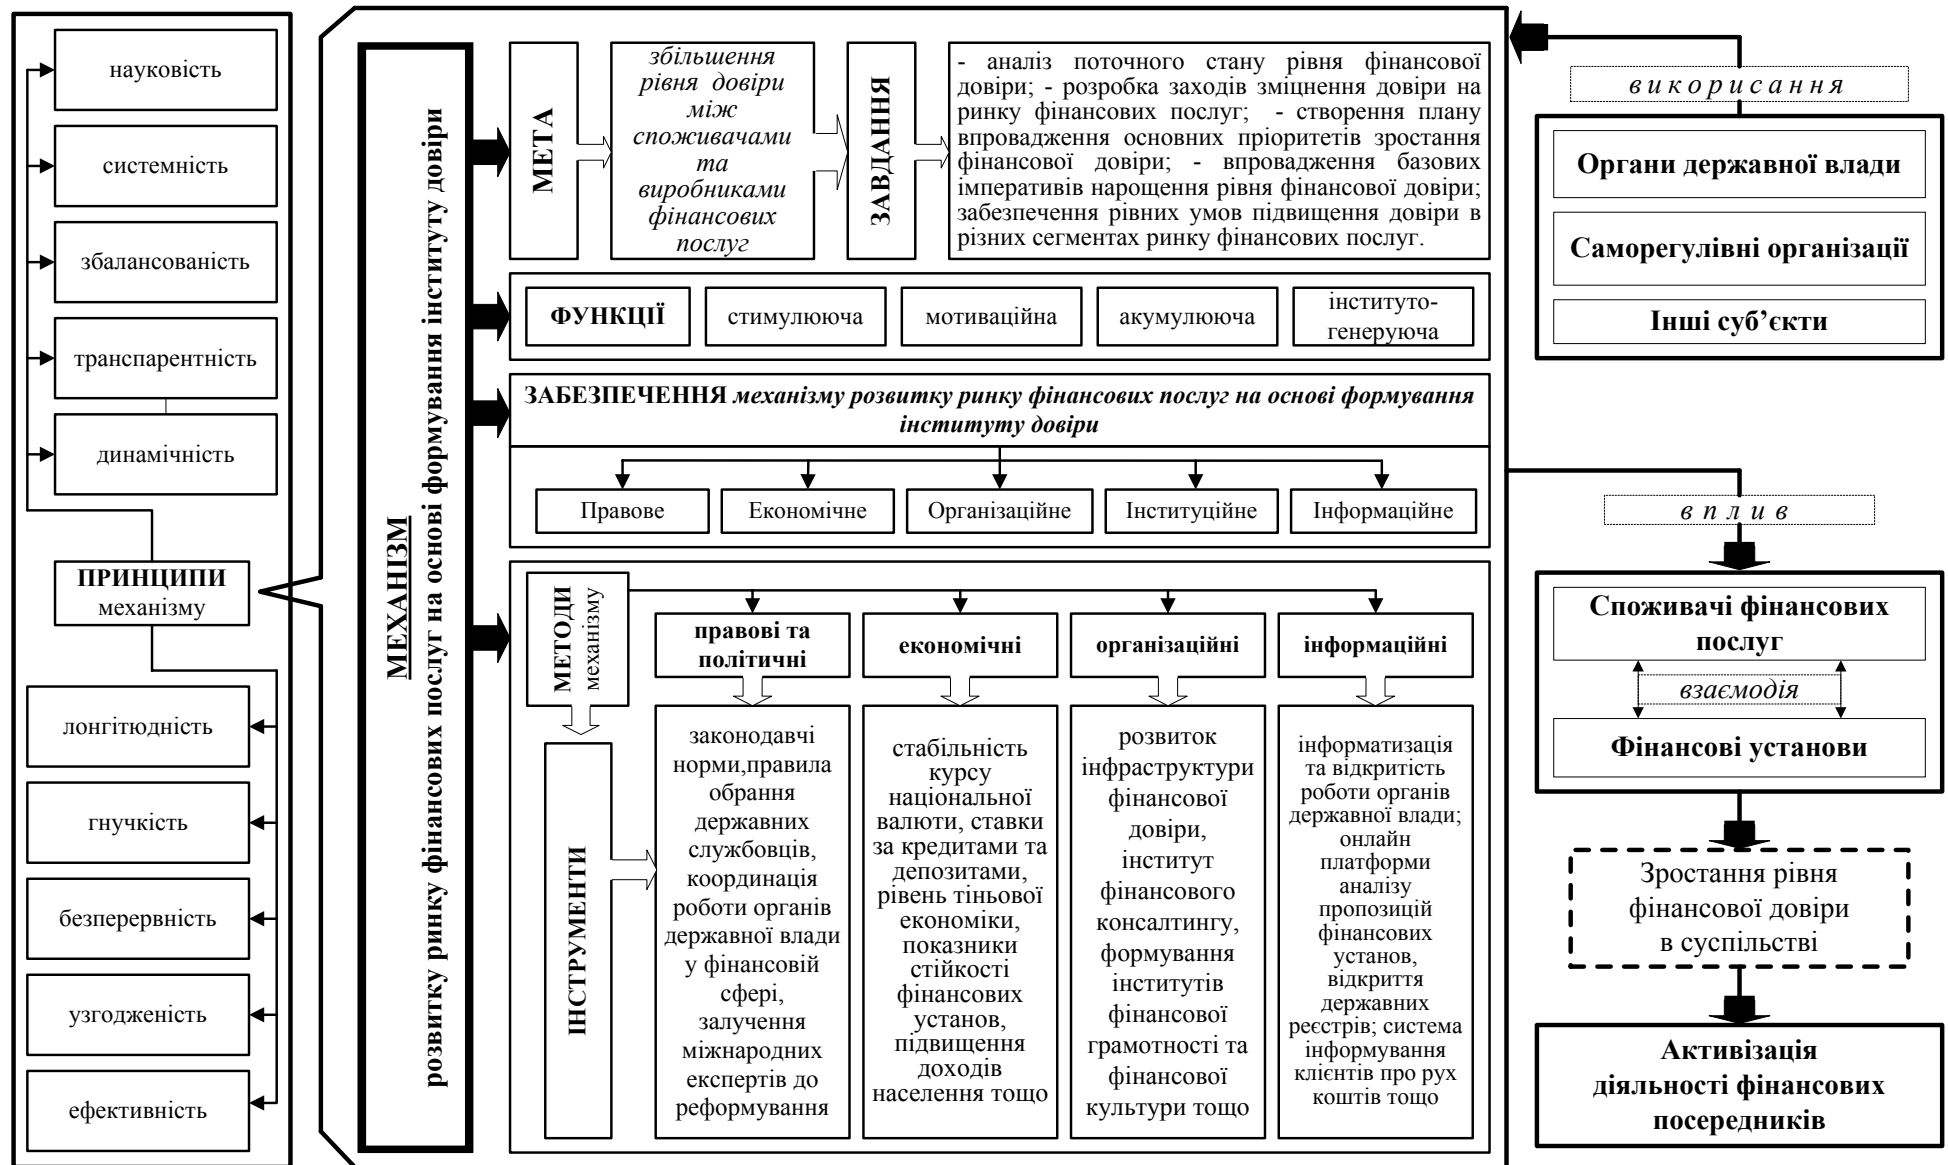 науковість
системність
збалансованість
транспарентність
динамічність
ПРИНЦИПИ
механізму
лонгітюдність
гнучкість
безперервність
узгодженість
ефективність
МЕХАНІЗМ
розвитку ринку фінансових послуг на основі формування інституту довіри
МЕТА
збільшення
рівня довіри
між
споживачами
та
виробниками
фінансових
послуг
ЗАВДАННЯ
- аналіз поточного стану рівня фінансової
довіри; - розробка заходів зміцнення довіри на
ринку фінансових послуг; - створення плану
впровадження основних пріоритетів зростання
фінансової довіри; - впровадження базових
імперативів нарощення рівня фінансової довіри;
забезпечення рівних умов підвищення довіри в
різних сегментах ринку фінансових послуг.
ФУНКЦІЇ
стимулююча
мотиваційна
акумулююча
інституто-
генеруюча
ЗАБЕЗПЕЧЕННЯ механізму розвитку ринку фінансових послуг на основі формування
інституту довіри
Правове
Економічне
Організаційне
Інституційне
Інформаційне
МЕТОДИ
механізму
правові та
політичні
економічні
організаційні
інформаційні
ІНСТРУМЕНТИ
законодавчі
норми,правила
обрання
державних
службовців,
координація
роботи органів
державної влади
у фінансовій
сфері,
залучення
міжнародних
експертів до
реформування
стабільність
курсу
національної
валюти, ставки
за кредитами та
депозитами,
рівень тіньової
економіки,
показники
стійкості
фінансових
установ,
підвищення
доходів
населення тощо
розвиток
інфраструктури
фінансової
довіри,
інститут
фінансового
консалтингу,
формування
інститутів
фінансової
грамотності та
фінансової
культури тощо
інформатизація
та відкритість
роботи органів
державної влади;
онлайн
платформи
аналізу
пропозицій
фінансових
установ,
відкриття
державних
реєстрів; система
інформування
клієнтів про рух
коштів тощо
використання
Органи державної влади
Саморегулівні організації
Інші суб’єкти
вплив
Споживачі фінансових
послуг
взаємодія
Фінансові установи
Зростання рівня
фінансової довіри
в суспільстві
Активізація
діяльності фінансових
посередників